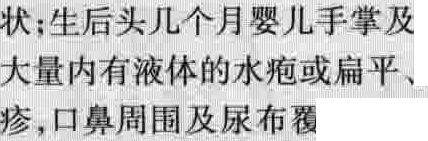 状;生后头几个月婴儿手掌及
大量内有液体的水疱或扁平、
疹,口鼻周围及尿布覆